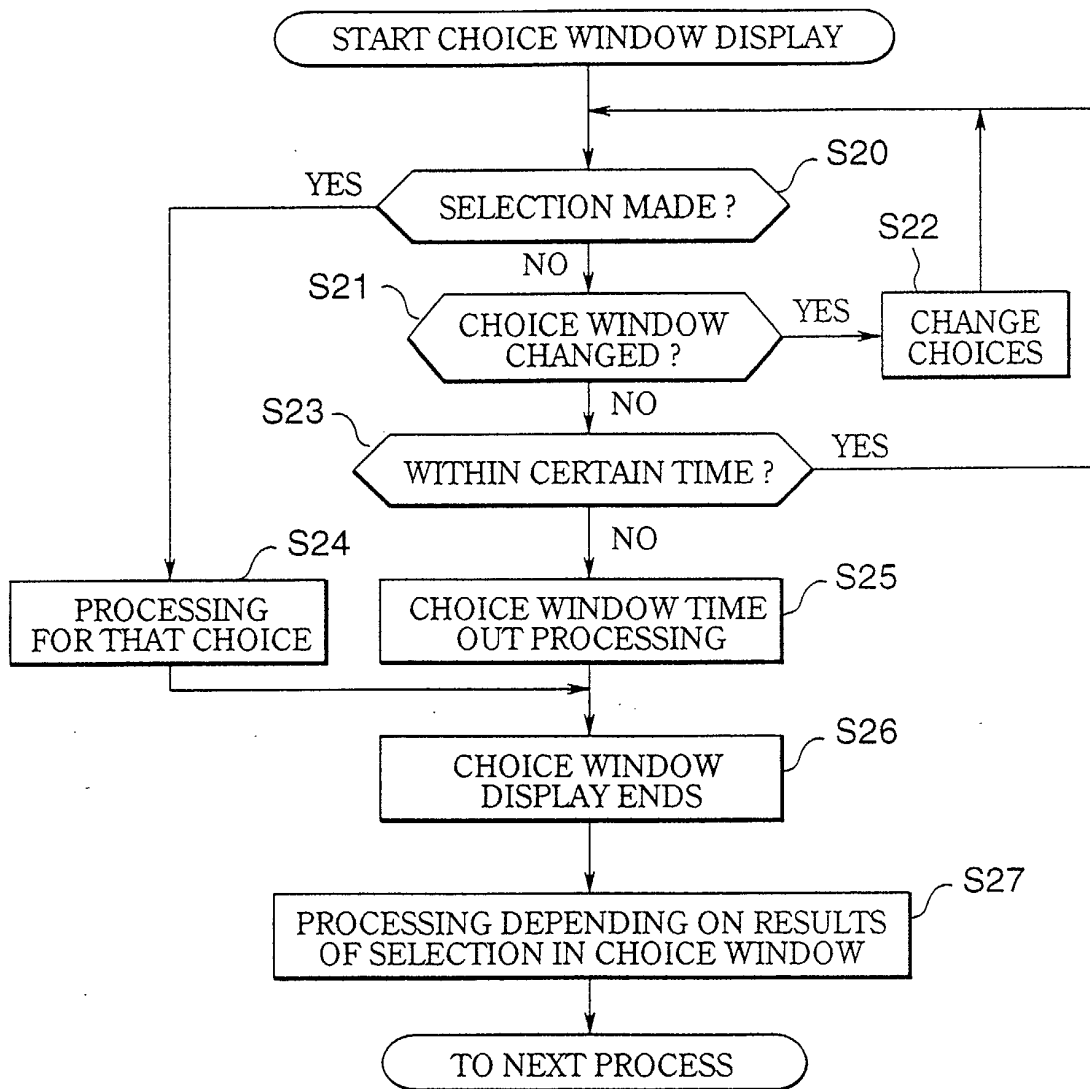 START CHOICE WINDOW DISPLAY
S20
YES
SELECTION MADE ?
NO
S22
S21
CHOICE WINDOW
CHANGED ?
YES
CHANGE
CHOICES
NO
S23
WITHIN CERTAIN TIME ?
YES
NO
S24
PROCESSING
FOR THAT CHOICE
S25
CHOICE WINDOW TIME
OUT PROCESSING
S26
CHOICE WINDOW
DISPLAY ENDS
S27
PROCESSING DEPENDING ON RESULTS
OF SELECTION IN CHOICE WINDOW
TO NEXT PROCESS